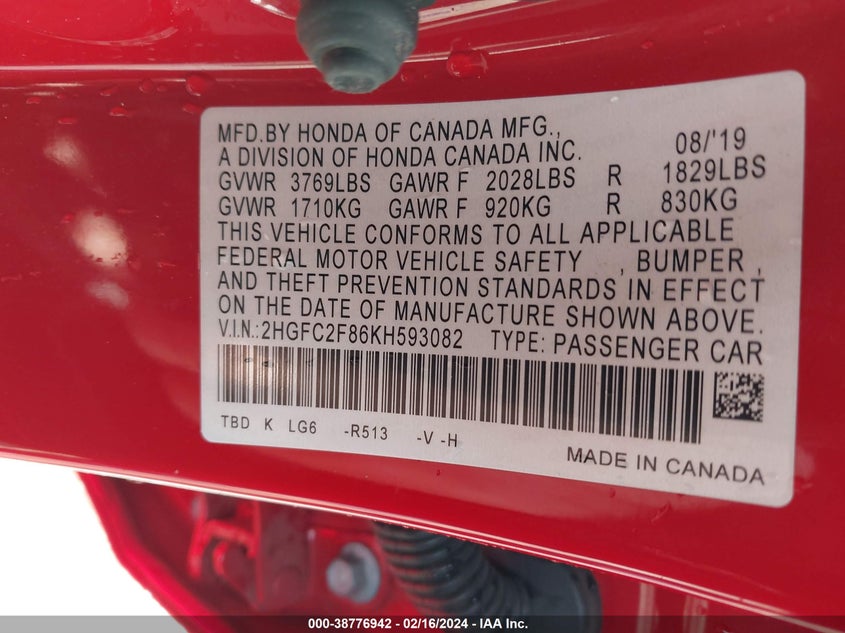 MFD.BY HONDA OF CANADA MFG., 08/'19
A DIVISION OF HONDA CANADA INC.
GVWR 3769LBS GAWR F 2028LBS R 1829LBS
GVWR 1710KG GAWR F 920KG R 830KG
THIS VEHICLE CONFORMS TO ALL APPLICABLE
FEDERAL MOTOR VEHICLE SAFETY , BUMPER ,
AND THEFT PREVENTION STANDARDS IN EFFECT
ON THE DATE OF MANUFACTURE SHOWN ABOVE.
V.I.N.:2HGFC2F86KH593082 TYPE: PASSENGER CAR
TBD K LG6 -R513 -V -H
MADE IN CANADA
000-38776942 - 02/16/2024 - IAA Inc.